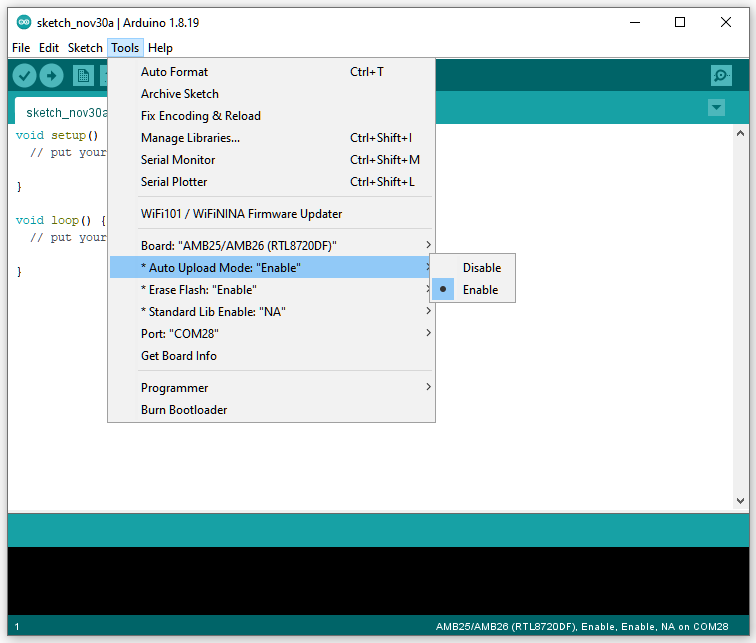 sketch_nov30a | Arduino 1.8.19
File Edit Sketch Tools Help
sketch_nov30a
void setup()
// put your
}
void loop() {
// put your
}
Auto Format Ctrl+T
Archive Sketch
Fix Encoding & Reload
Manage Libraries... Ctrl+Shift+I
Serial Monitor Ctrl+Shift+M
Serial Plotter Ctrl+Shift+L
WiFi101 / WiFiNINA Firmware Updater
Board: "AMB25/AMB26 (RTL8720DF)"
* Auto Upload Mode: "Enable"
* Erase Flash: "Enable"
* Standard Lib Enable: "NA"
Port: "COM28"
Get Board Info
Programmer
Burn Bootloader
Disable
Enable
1 AMB25/AMB26 (RTL8720DF), Enable, Enable, NA on COM28